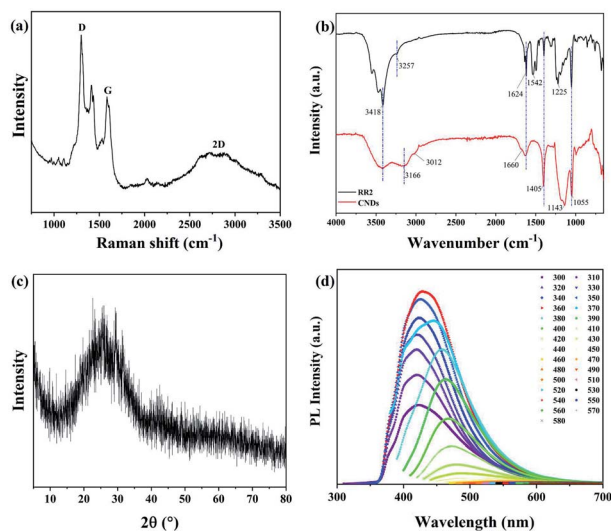 (a)
D
G
2D
Intensity
1000 1500 2000 2500 3000 3500
Raman shift (cm-1)
(b)
3257
3418
1624
1542
1225
3012
3166
1660
1405
1143
1055
RR2
CNDs
Intensity (a.u.)
4000 3500 3000 2500 2000 1500 1000
Wavenumber (cm-1)
(c)
Intensity
10 20 30 40 50 60 70 80
2θ (°)
(d)
300 310
320 330
340 350
360 370
380 390
400 410
420 430
440 450
460 470
480 490
500 510
520 530
540 550
560 570
580
PL Intensity (a.u.)
300 400 500 600 700
Wavelength (nm)